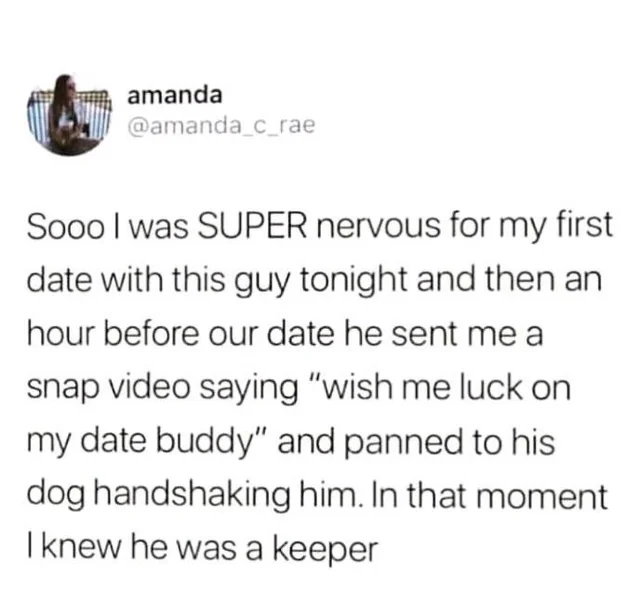 amanda
@amanda_c_rae
Sooo I was SUPER nervous for my first
date with this guy tonight and then an
hour before our date he sent me a
snap video saying "wish me luck on
my date buddy" and panned to his
dog handshaking him. In that moment
I knew he was a keeper